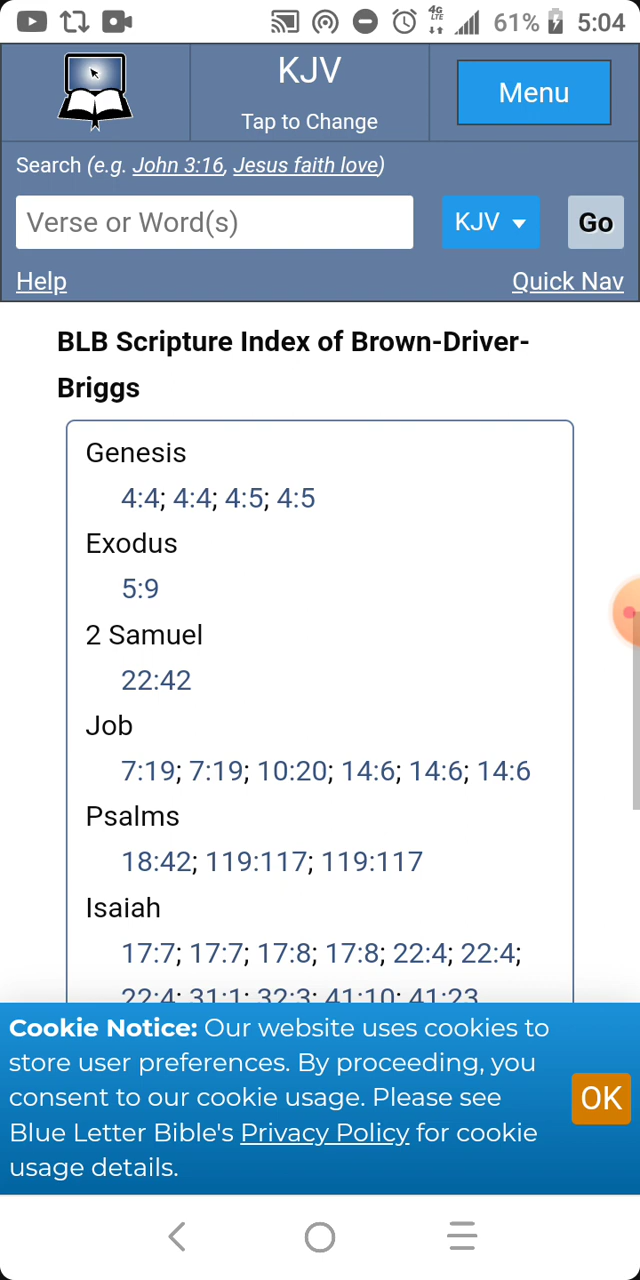 4G
LTE
61% 5:04
KJV
Tap to Change
Menu
Search (e.g. John 3:16, Jesus faith love)
Verse or Word(s)
KJV
Go
Help
Quick Nav
BLB Scripture Index of Brown-Driver-
Briggs
Genesis
4:4; 4:4; 4:5; 4:5
Exodus
5:9
2 Samuel
22:42
Job
7:19; 7:19; 10:20; 14:6; 14:6; 14:6
Psalms
18:42; 119:117; 119:117
Isaiah
17:7; 17:7; 17:8; 17:8; 22:4; 22:4;
22:4; 31:1; 32:3; 41:10; 41:23
Cookie Notice: Our website uses cookies to
store user preferences. By proceeding, you
consent to our cookie usage. Please see
Blue Letter Bible's Privacy Policy for cookie
usage details.
OK